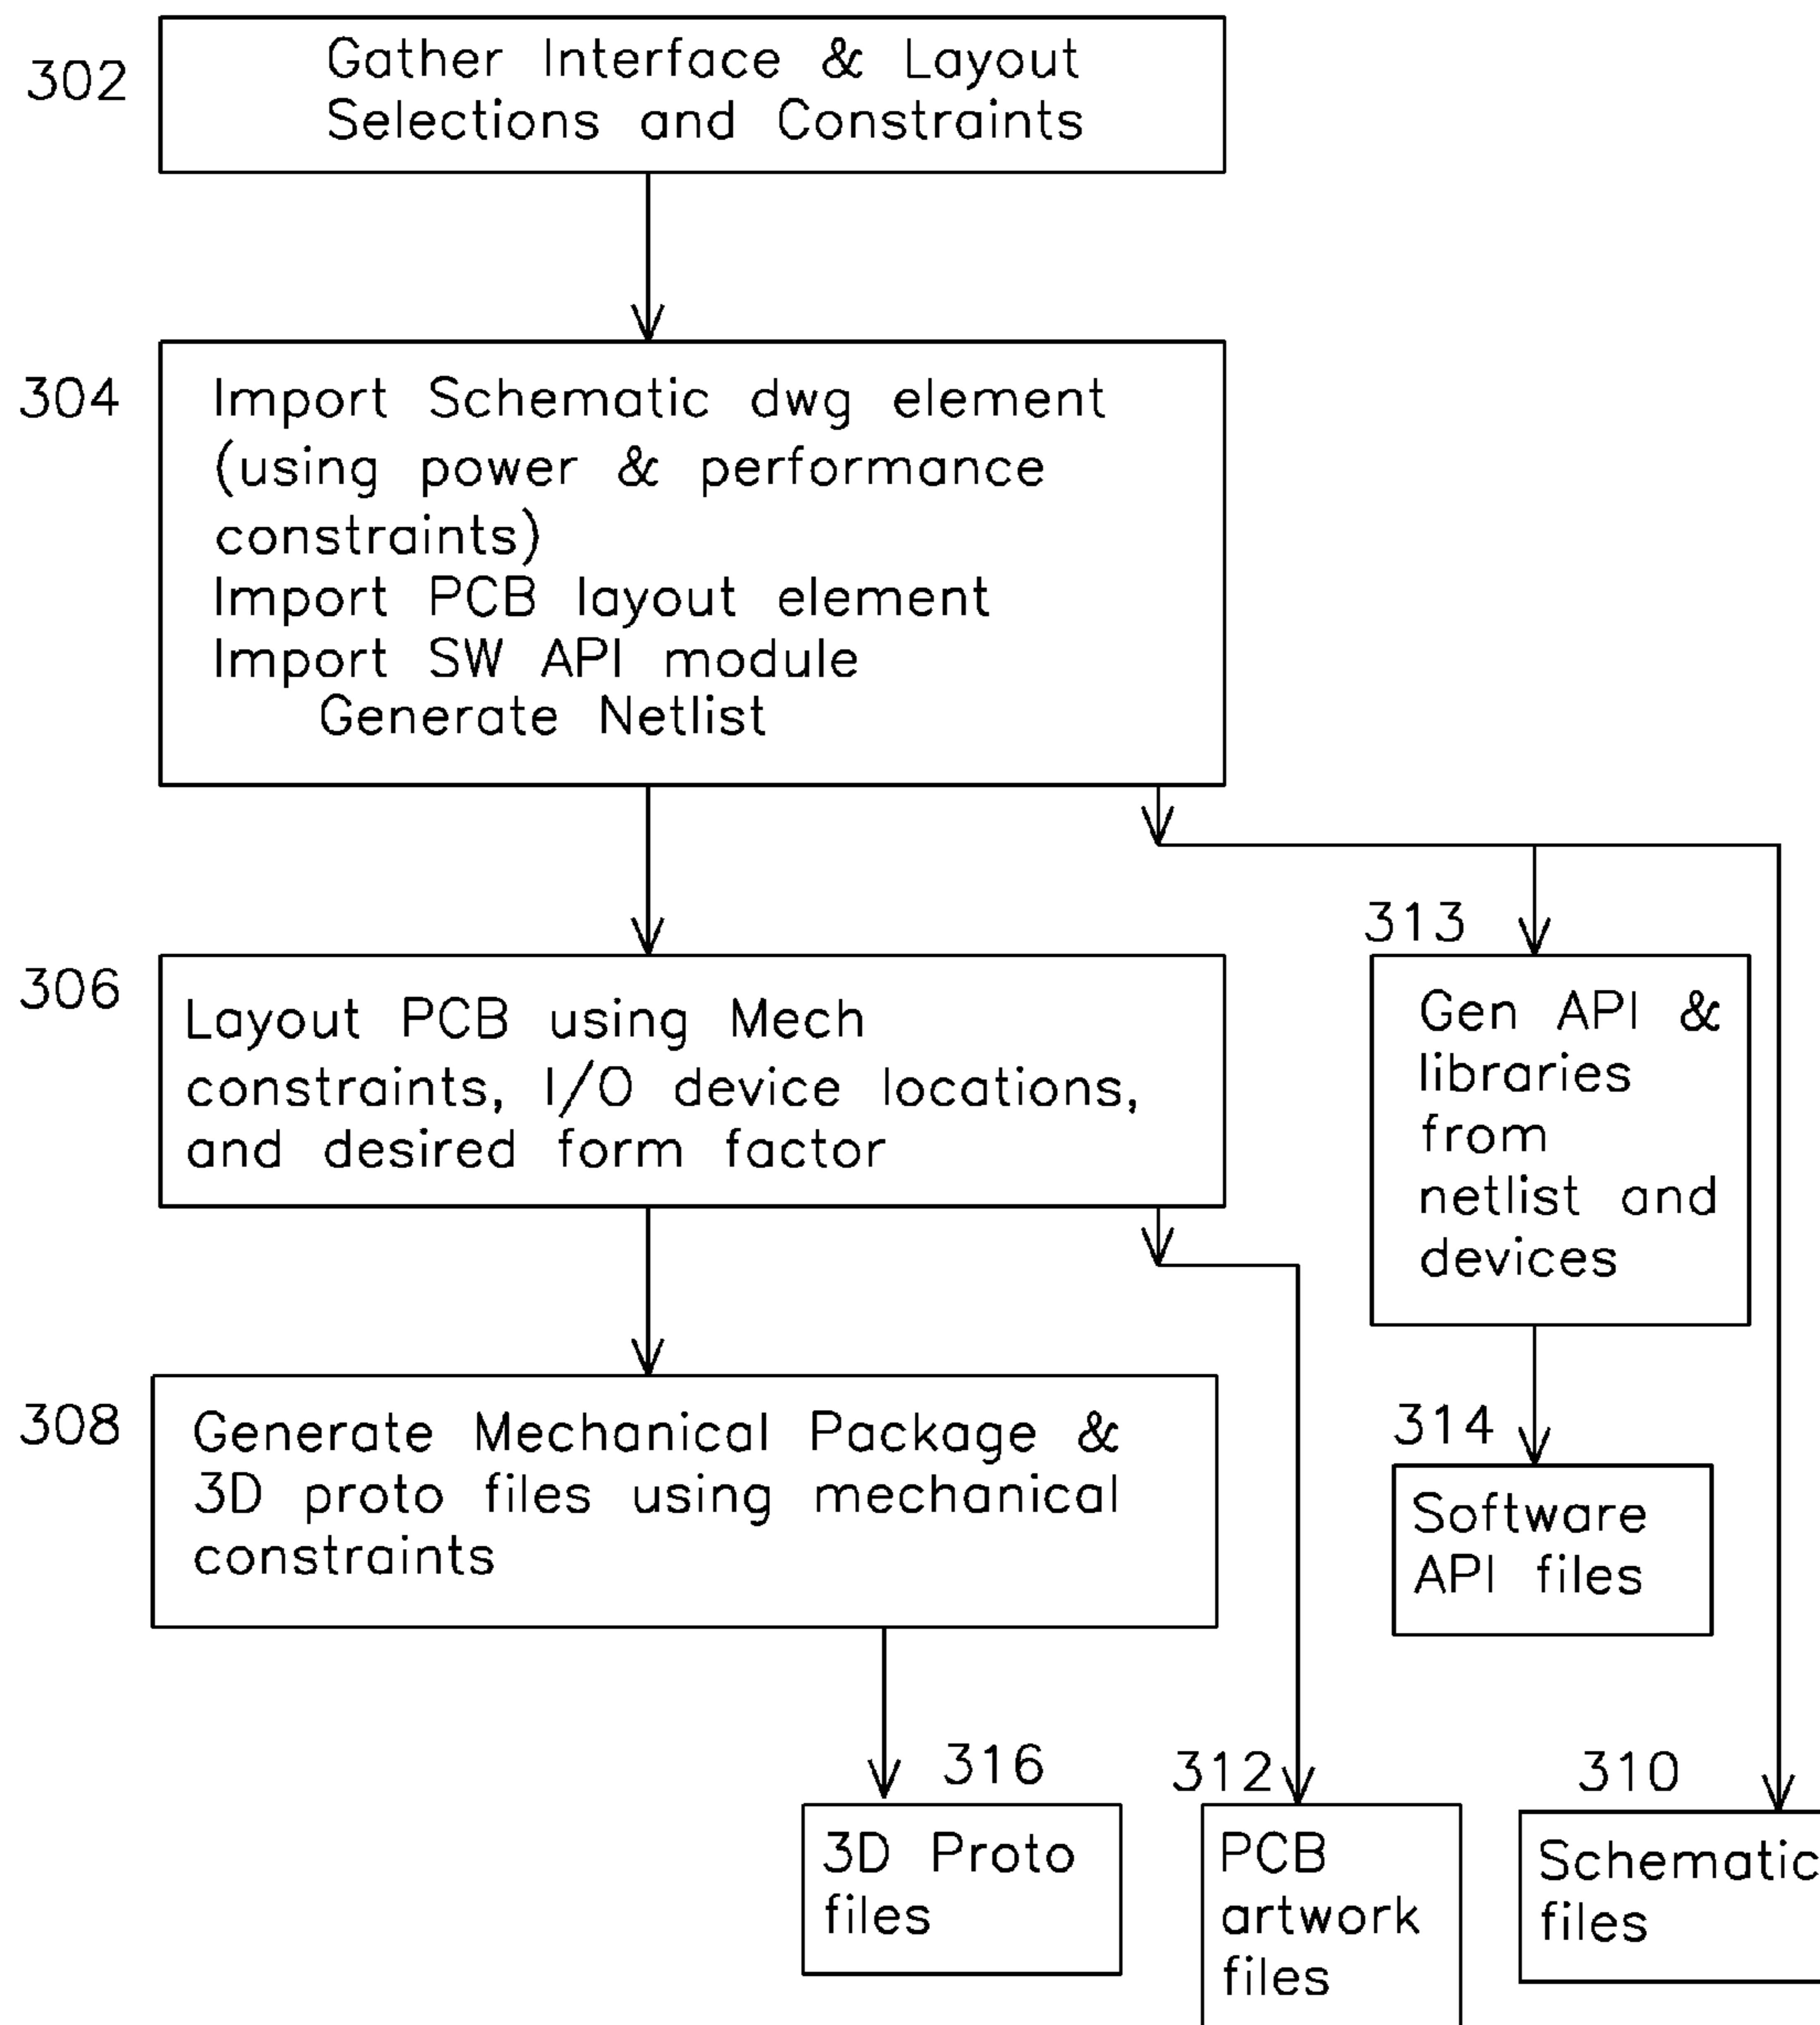 302
Gather Interface & Layout
Selections and Constraints
304
Import Schematic dwg element
(using power & performance
constraints)
Import PCB layout element
Import SW API module
Generate Netlist
306
Layout PCB using Mech
constraints, I/O device locations,
and desired form factor
313
Gen API &
libraries
from
netlist and
devices
308
Generate Mechanical Package &
3D proto files using mechanical
constraints
314
Software
API files
316
3D Proto
files
312
PCB
artwork
files
310
Schematic
files